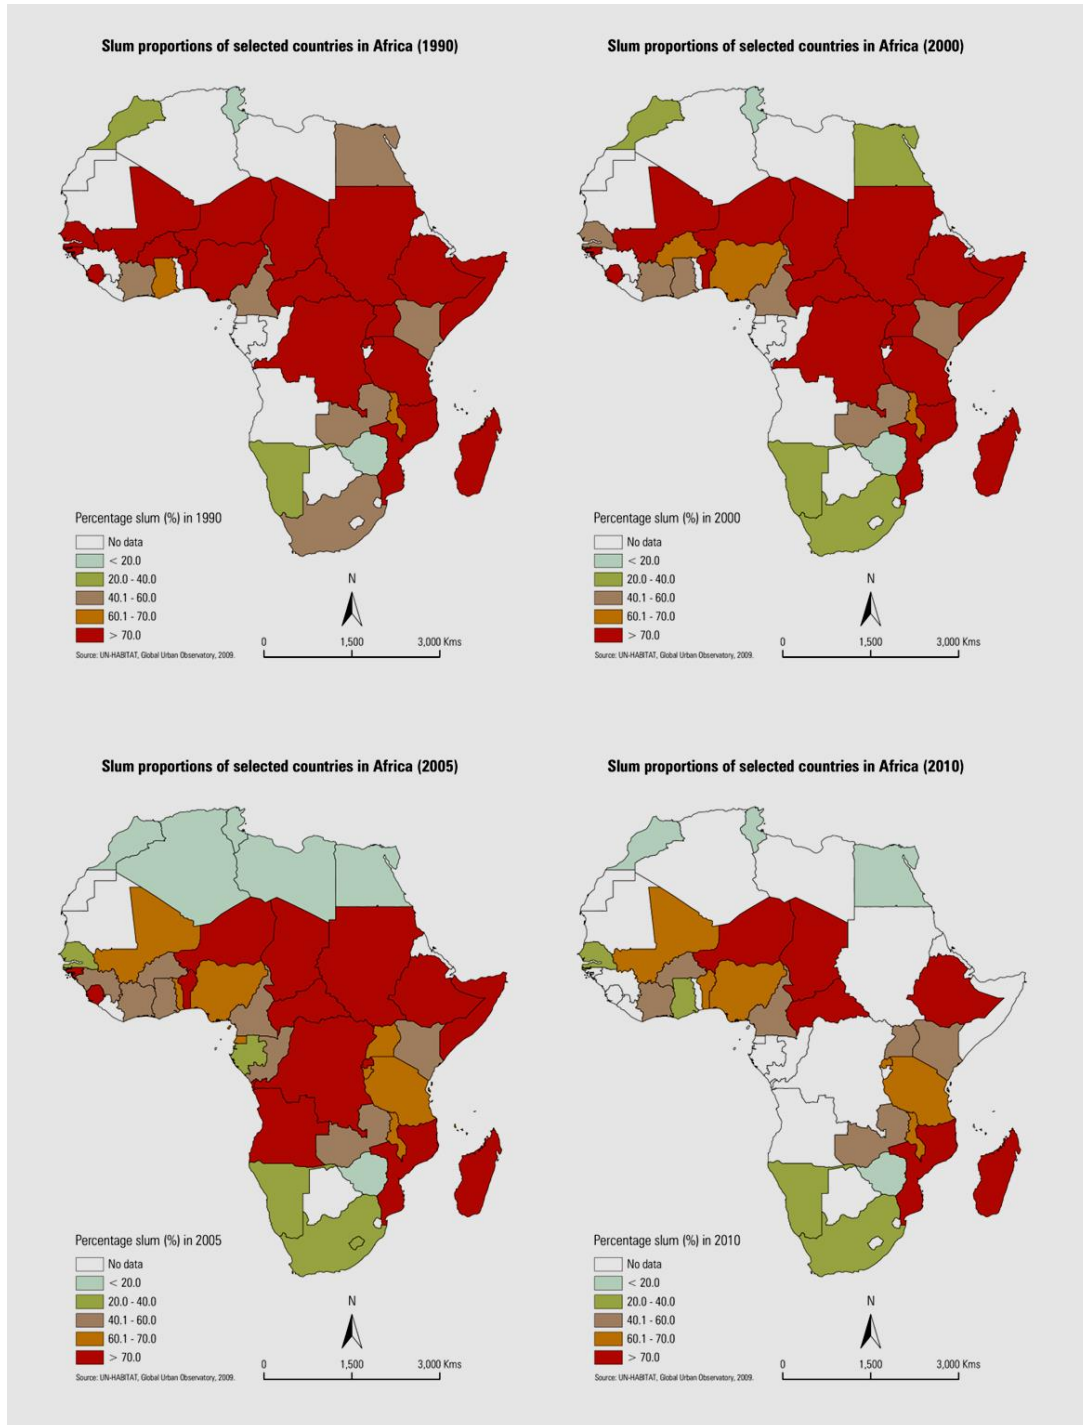 Slum proportions of selected countries in Africa (1990)
Percentage slum (%) in 1990
No data
< 20.0
20.0 - 40.0
40.1 - 60.0
60.1 - 70.0
> 70.0
Source: UN-HABITAT, Global Urban Observatory, 2009.
N
0 1,500 3,000 Kms
Slum proportions of selected countries in Africa (2000)
Percentage slum (%) in 2000
No data
< 20.0
20.0 - 40.0
40.1 - 60.0
60.1 - 70.0
> 70.0
Source: UN-HABITAT, Global Urban Observatory, 2009.
N
0 1,500 3,000 Kms
Slum proportions of selected countries in Africa (2005)
Percentage slum (%) in 2005
No data
< 20.0
20.0 - 40.0
40.1 - 60.0
60.1 - 70.0
> 70.0
Source: UN-HABITAT, Global Urban Observatory, 2009.
N
0 1,500 3,000 Kms
Slum proportions of selected countries in Africa (2010)
Percentage slum (%) in 2010
No data
< 20.0
20.0 - 40.0
40.1 - 60.0
60.1 - 70.0
> 70.0
Source: UN-HABITAT, Global Urban Observatory, 2009.
N
0 1,500 3,000 Kms